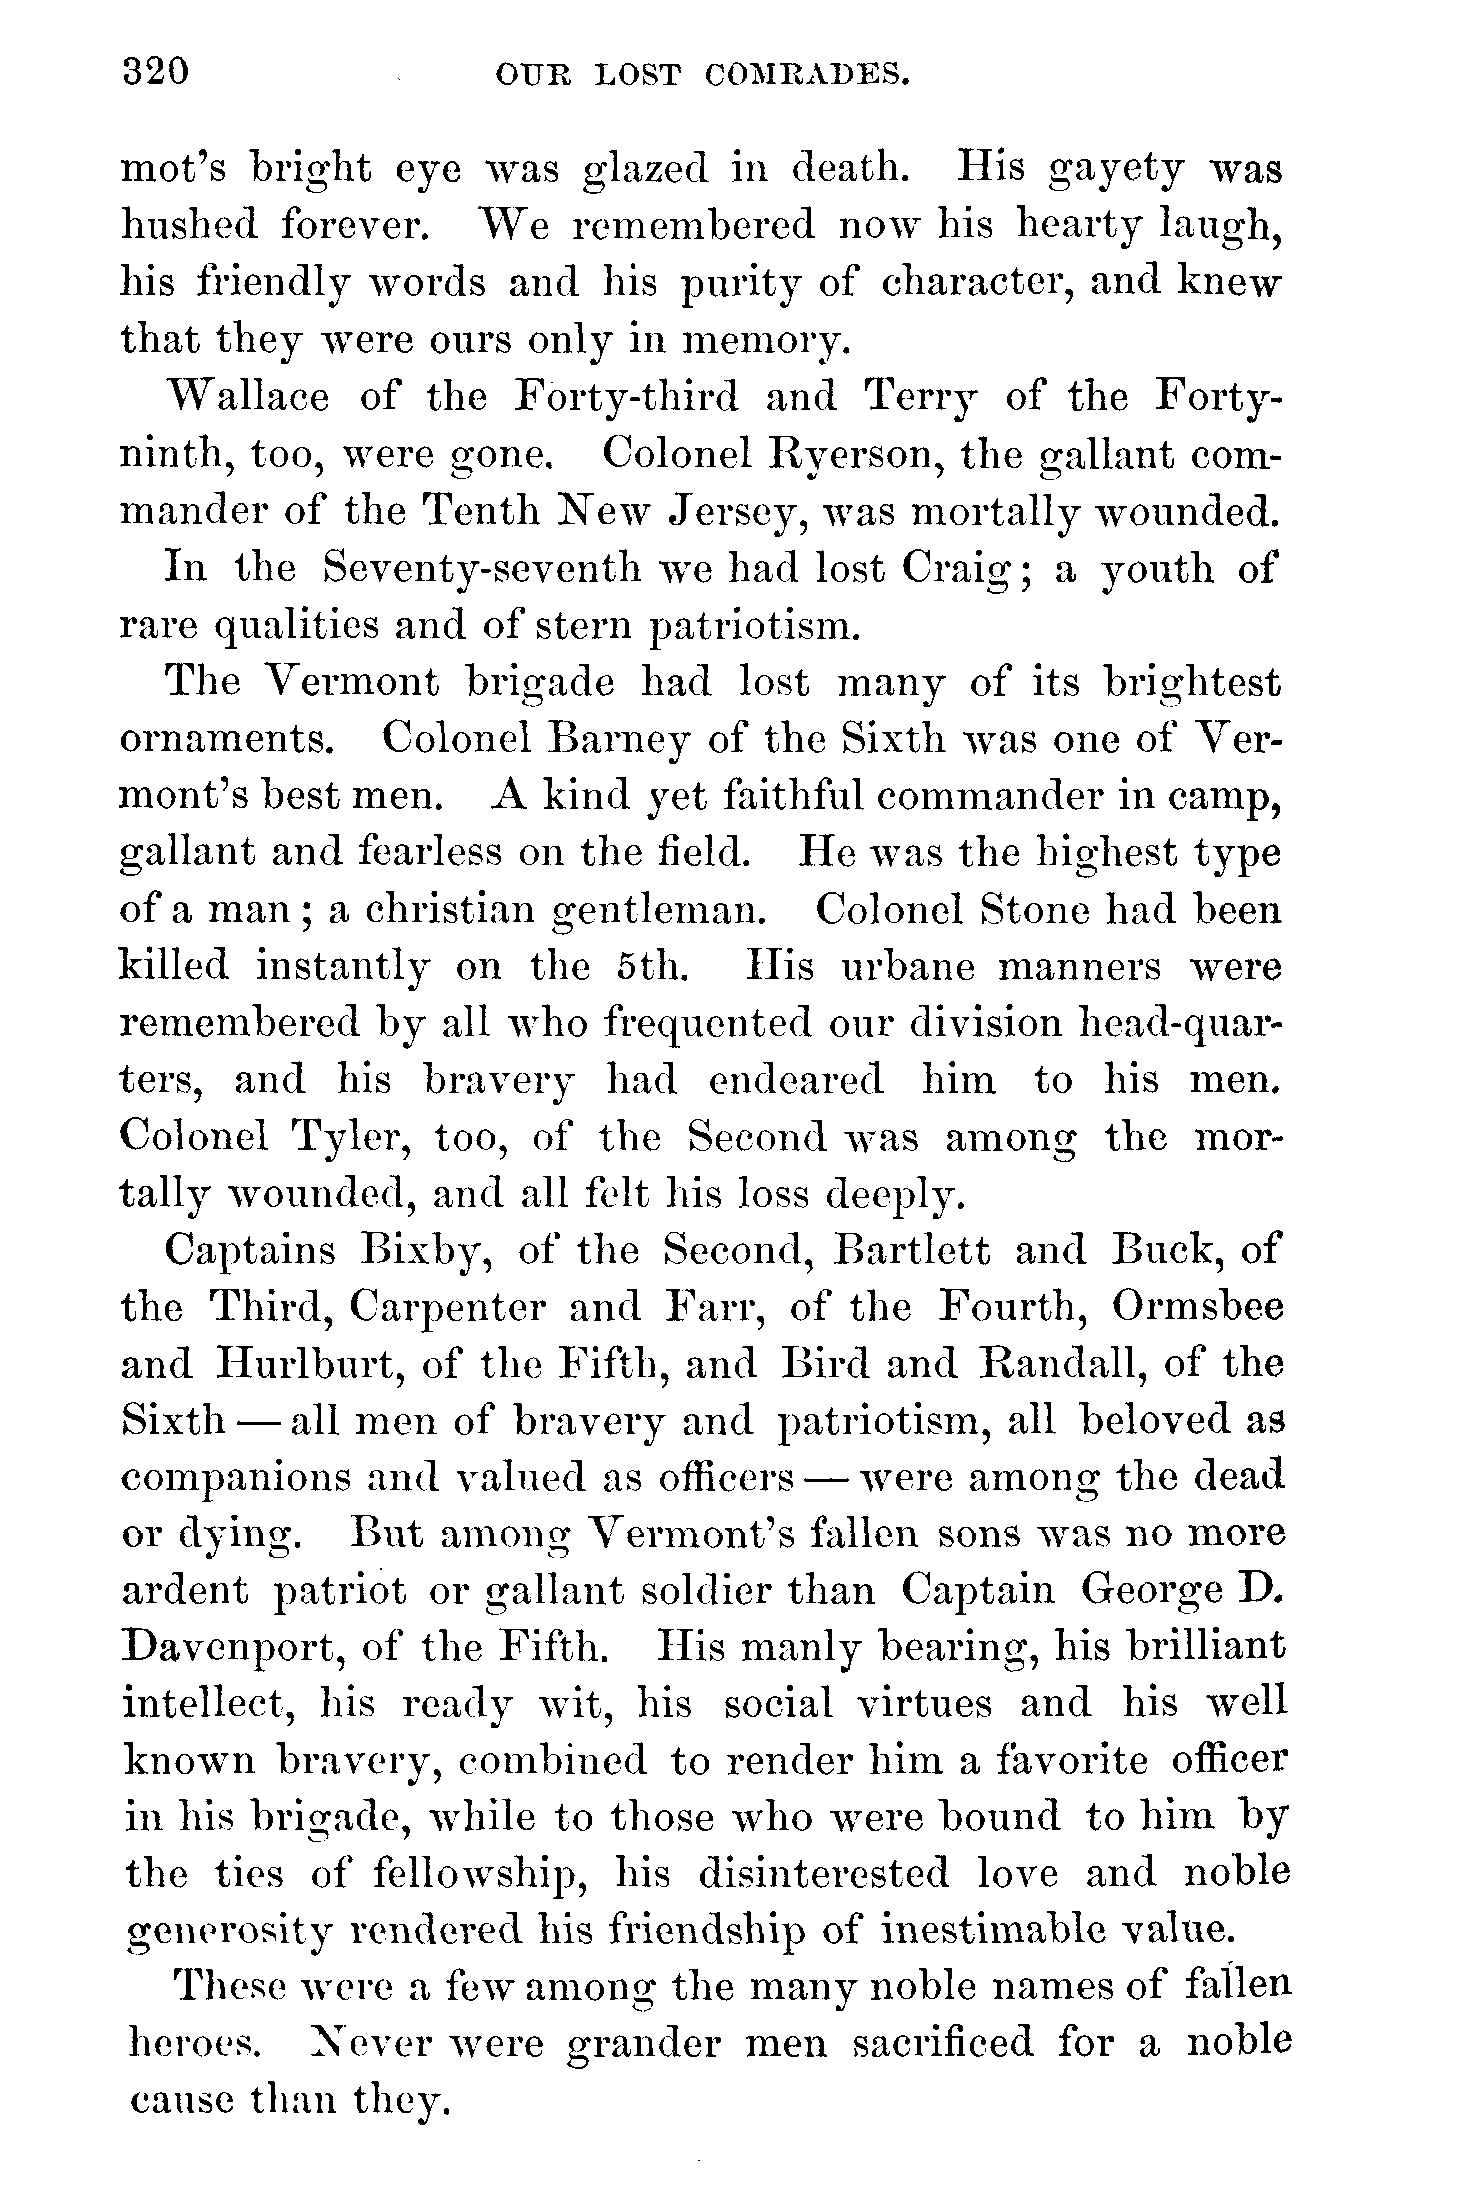 320 OUR LOST COMRADES.
mot's bright eye was glazed in death. His gayety was
hushed forever. We remembered now his hearty laugh,
his friendly words and his purity of character, and knew
that they were ours only in memory.
Wallace of the Forty-third and Terry of the Forty-
ninth, too, were gone. Colonel Ryerson, the gallant com-
mander of the Tenth New Jersey, was mortally wounded.
In the Seventy-seventh we had lost Craig; a youth of
rare qualities and of stern patriotism.
The Vermont brigade had lost many of its brightest
ornaments. Colonel Barney of the Sixth was one of Ver-
mont's best men. A kind yet faithful commander in camp,
gallant and fearless on the field. He was the highest type
of a man; a christian gentleman. Colonel Stone had been
killed instantly on the 5th. His urbane manners were
remembered by all who frequented our division head-quar-
ters, and his bravery had endeared him to his men.
Colonel Tyler, too, of the Second was among the mor-
tally wounded, and all felt his loss deeply.
Captains Bixby, of the Second, Bartlett and Buck, of
the Third, Carpenter and Farr, of the Fourth, Ormsbee
and Hurlburt, of the Fifth, and Bird and Randall, of the
Sixth — all men of bravery and patriotism, all beloved as
companions and valued as officers — were among the dead
or dying. But among Vermont's fallen sons was no more
ardent patriot or gallant soldier than Captain George D.
Davenport, of the Fifth. His manly bearing, his brilliant
intellect, his ready wit, his social virtues and his well
known bravery, combined to render him a favorite officer
in his brigade, while to those who were bound to him by
the ties of fellowship, his disinterested love and noble
generosity rendered his friendship of inestimable value.
These were a few among the many noble names of fallen
heroes. Never were grander men sacrificed for a noble
cause than they.